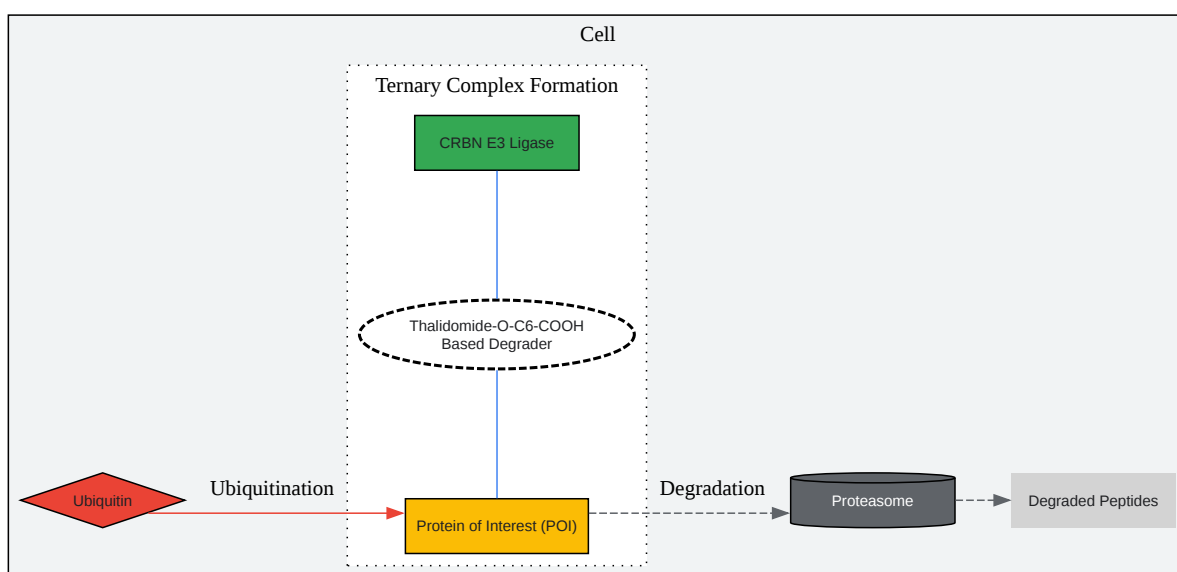 Cell
Ternary Complex Formation
CRBN E3 Ligase
Thalidomide-O-C6-COOH
Based Degrader
Ubiquitin
Ubiquitination
Protein of Interest (POI)
Degradation
Proteasome
Degraded Peptides